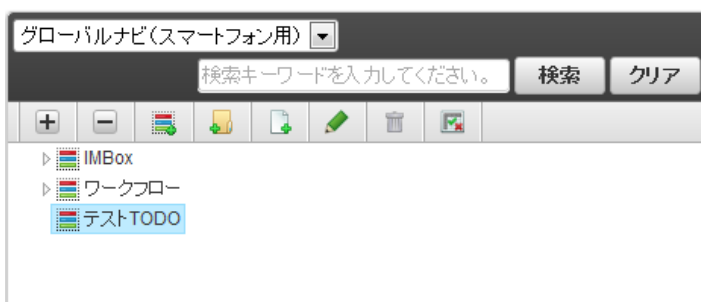 グローバルナビ(スマートフォン用)
検索キーワードを入力してください。 検索 クリア
IMBox
ワークフロー
テストTODO